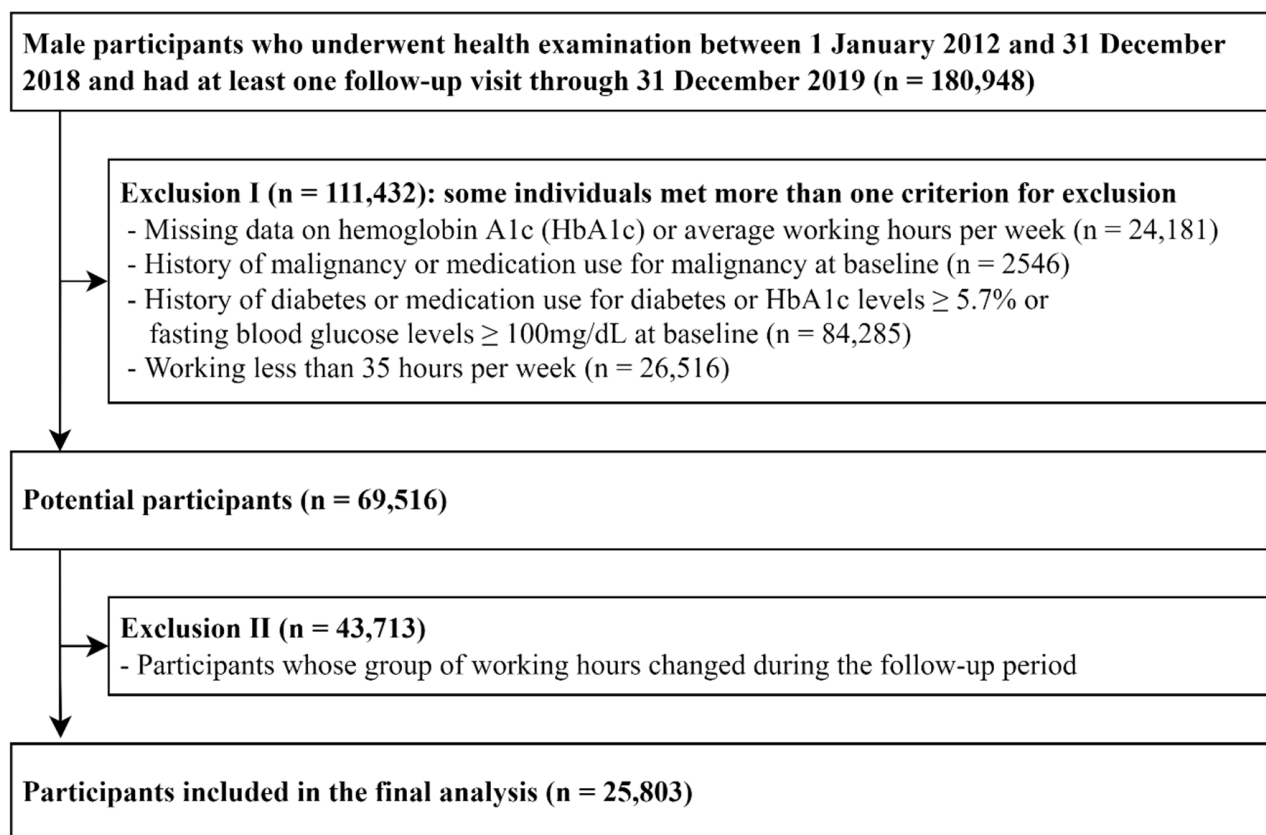 Male participants who underwent health examination between 1 January 2012 and 31 December
2018 and had at least one follow-up visit through 31 December 2019 (n = 180,948)
Exclusion I (n = 111,432): some individuals met more than one criterion for exclusion
- Missing data on hemoglobin A1c (HbA1c) or average working hours per week (n = 24,181)
- History of malignancy or medication use for malignancy at baseline (n = 2546)
- History of diabetes or medication use for diabetes or HbA1c levels ≥ 5.7% or
fasting blood glucose levels ≥ 100mg/dL at baseline (n = 84,285)
- Working less than 35 hours per week (n = 26,516)
Potential participants (n = 69,516)
Exclusion II (n = 43,713)
- Participants whose group of working hours changed during the follow-up period
Participants included in the final analysis (n = 25,803)